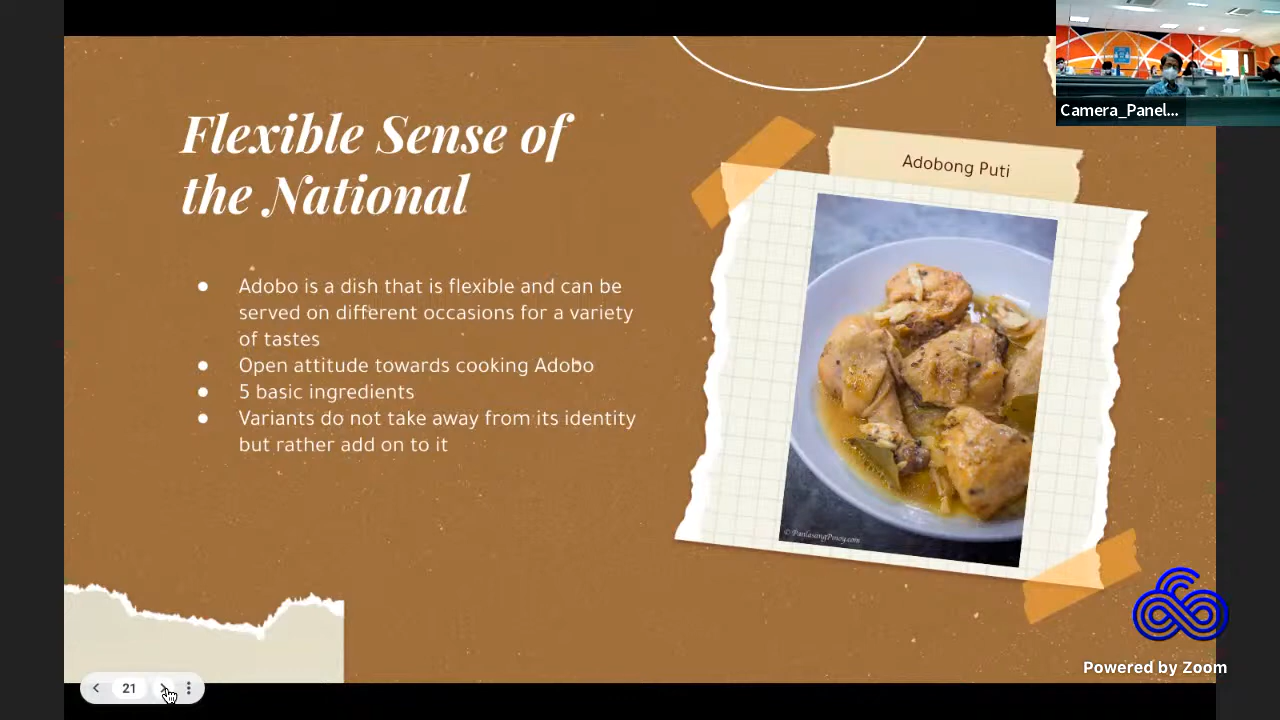 Flexible Sense of
the National
● Adobo is a dish that is flexible and can be
served on different occasions for a variety
of tastes
● Open attitude towards cooking Adobo
● 5 basic ingredients
● Variants do not take away from its identity
but rather add on to it
Adobong Puti
© PanlasangPinoy.com
Camera_Panel...
Powered by Zoom
21